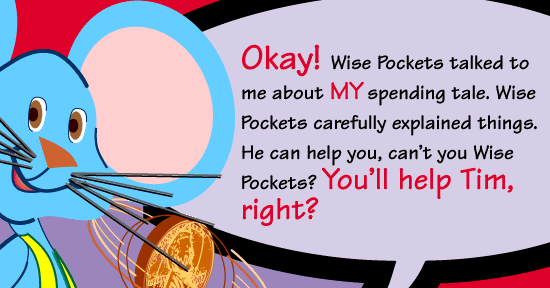 Okay! Wise Pockets talked to
me about MY spending tale. Wise
Pockets carefully explained things.
He can help you, can't you Wise
Pockets? You'll help Tim,
right?